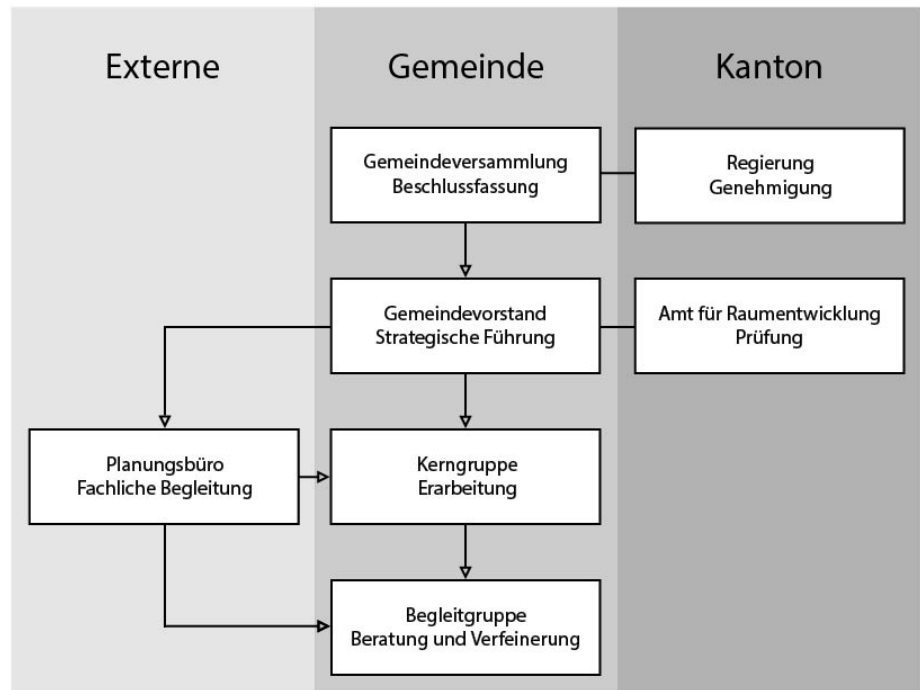 Externe
Gemeinde
Kanton
Gemeindeversammlung
Beschlussfassung
Regierung
Genehmigung
Gemeindevorstand
Strategische Führung
Amt für Raumentwicklung
Prüfung
Planungsbüro
Fachliche Begleitung
Kerngruppe
Erarbeitung
Begleitgruppe
Beratung und Verfeinerung